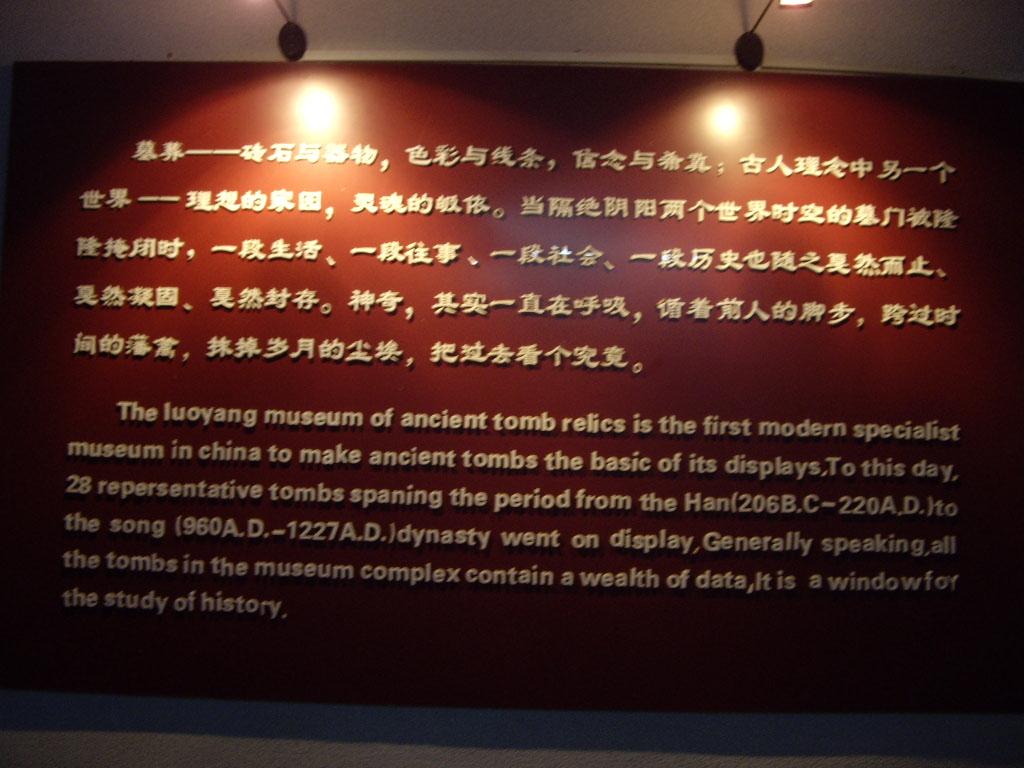 墓葬——砖石与器物，色彩与线条，信念与希冀；古人理念中另一个
世界——理想的家园，灵魂的皈依。当隔绝阴阳两个世界时空的墓门被隆
隆掩闭时，一段生活、一段往事、一段社会、一段历史也随之戛然而止、
戛然凝固、戛然封存。神奇，其实一直在呼吸，循着前人的脚步，跨过时
间的藩篱，抹掉岁月的尘埃，把过去看个究竟。
The luoyang museum of ancient tomb relics is the first modern specialist
museum in china to make ancient tombs the basic of its displays.To this day,
28 repersentative tombs spaning the period from the Han(206B.C-220A.D.)to
the song (960A.D.-1227A.D.)dynasty went on display.Generally speaking,all
the tombs in the museum complex contain a wealth of data,It is a window for
the study of history.